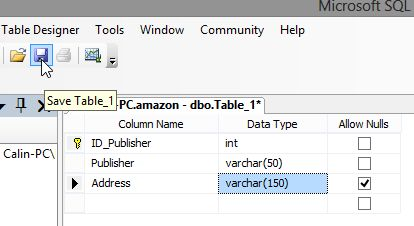 Microsoft SQL
Table Designer Tools Window Community Help
Save Table_1
-PC.amazon - dbo.Table_1*
Calin-PC\
Column Name Data Type Allow Nulls
ID_Publisher int
Publisher varchar(50)
Address varchar(150)